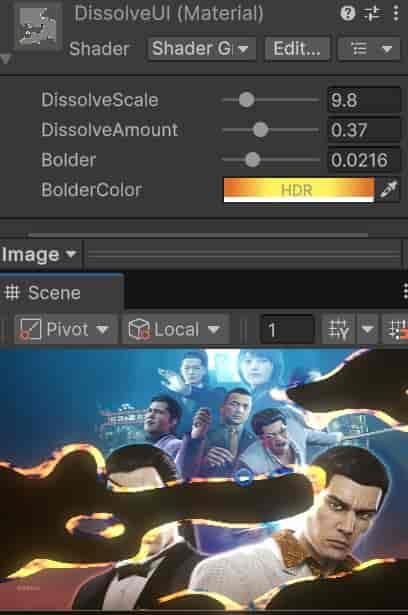 DissolveUI (Material)
Shader Shader G Edit...
DissolveScale 9.8
DissolveAmount 0.37
Bolder 0.0216
BolderColor HDR
Image
Scene
Pivot Local 1